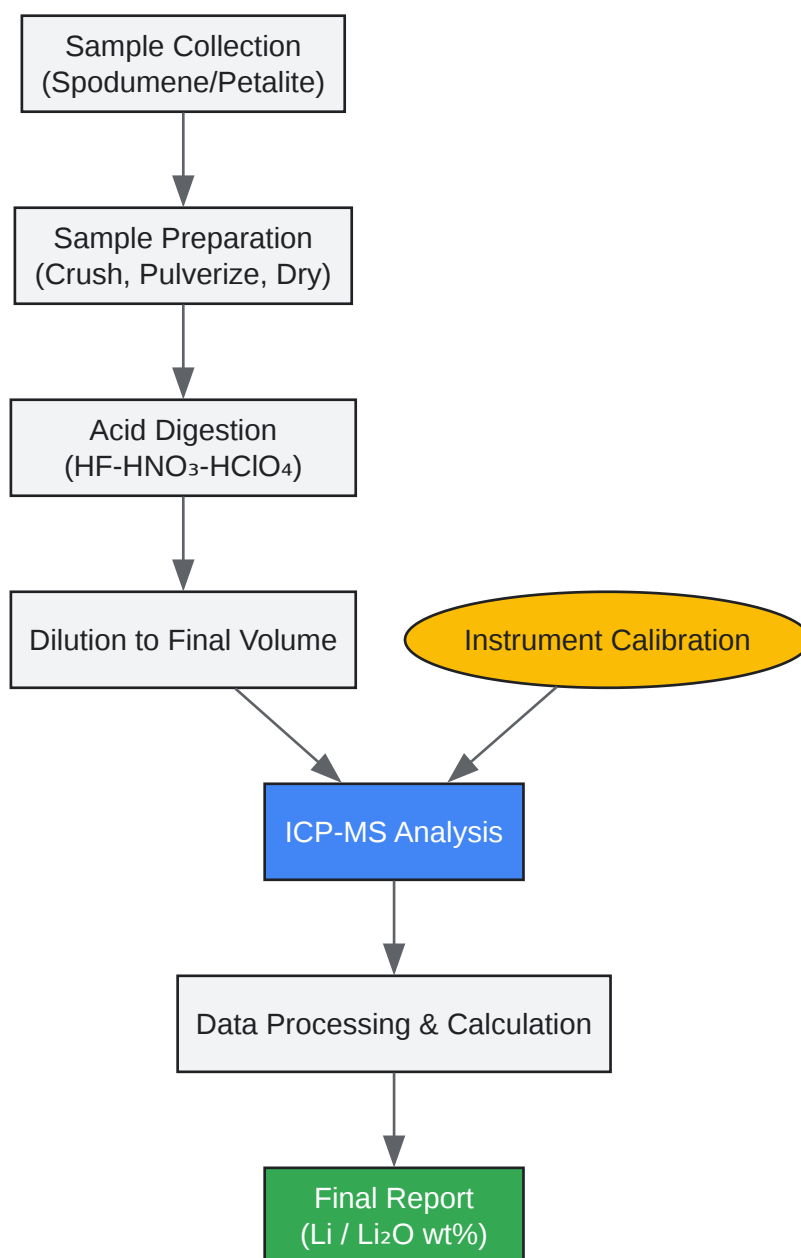 Sample Collection
(Spodumene/Petalite)
Sample Preparation
(Crush, Pulverize, Dry)
Acid Digestion
(HF-HNO₃-HClO₄)
Dilution to Final Volume
Instrument Calibration
ICP-MS Analysis
Data Processing & Calculation
Final Report
(Li / Li₂O wt%)